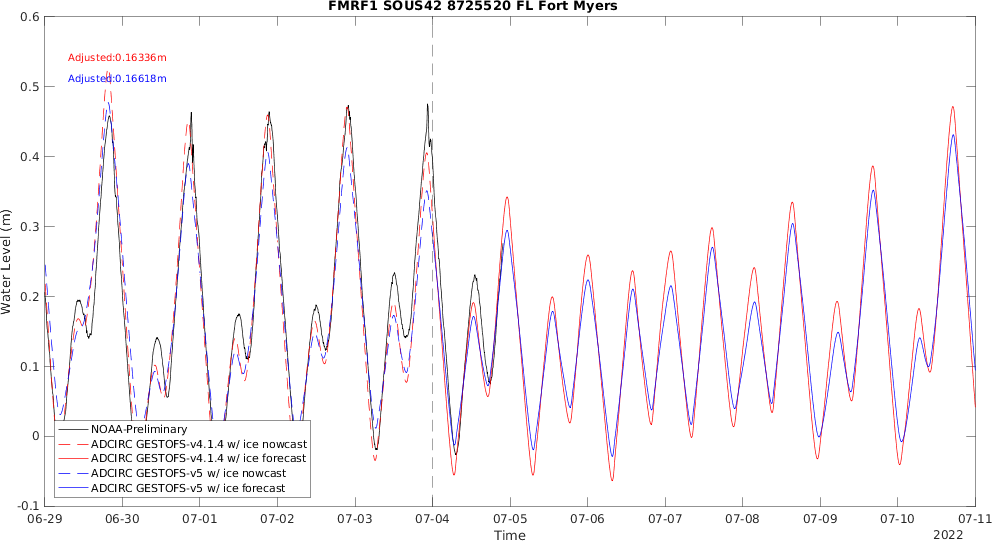 FMRF1 SOUS42 8725520 FL Fort Myers
0.6
Adjusted:0.16336m
Adjusted:0.16618m
0.5
0.4
0.3
0.2
0.1
0
-0.1
Water Level (m)
NOAA-Preliminary
ADCIRC GESTOFS-v4.1.4 w/ ice nowcast
ADCIRC GESTOFS-v4.1.4 w/ ice forecast
ADCIRC GESTOFS-v5 w/ ice nowcast
ADCIRC GESTOFS-v5 w/ ice forecast
06-29 06-30 07-01 07-02 07-03 07-04 07-05 07-06 07-07 07-08 07-09 07-10 07-11
Time
2022